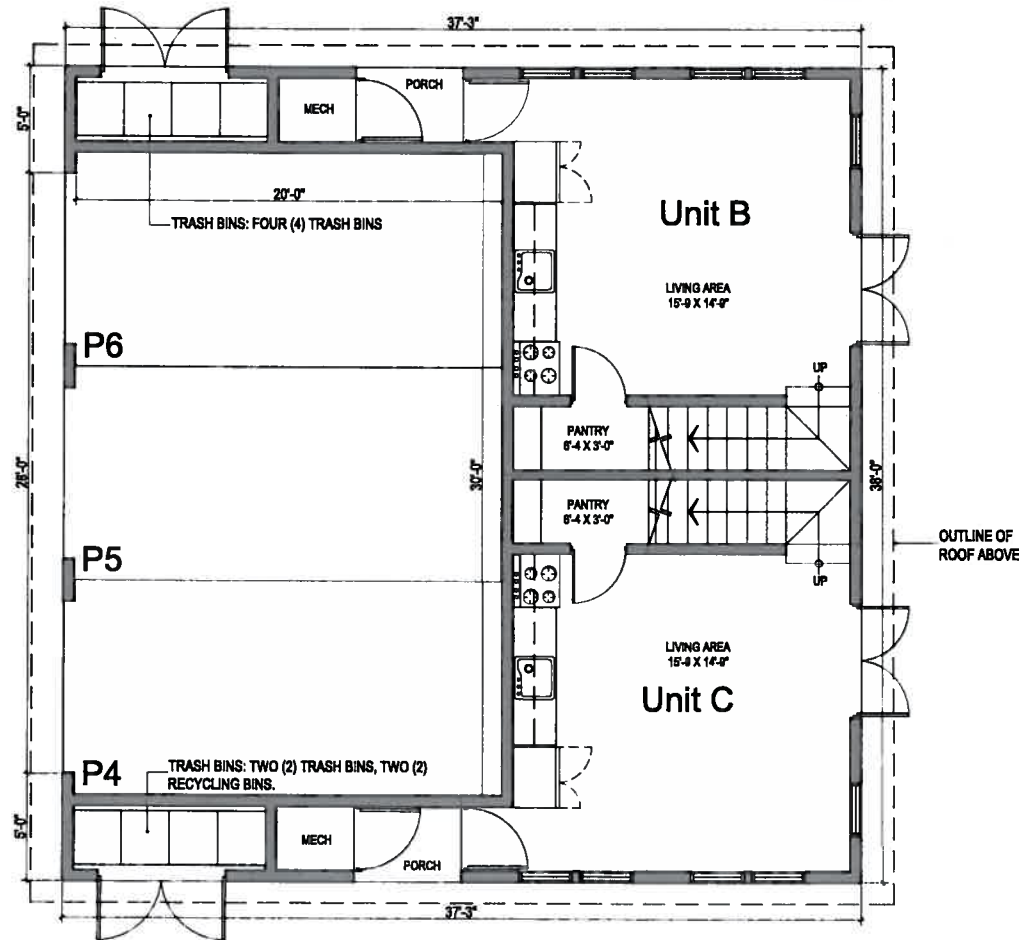 37'-3"
PORCH
MECH
5'-0"
20'-0"
TRASH BINS: FOUR (4) TRASH BINS
Unit B
LIVING AREA
15'-9 X 14'-9"
P6
UP
PANTRY
6'-4 X 3'-0"
28'-0"
30'-0"
38'-0"
PANTRY
6'-4 X 3'-0"
OUTLINE OF
ROOF ABOVE
P5
UP
LIVING AREA
15'-9 X 14'-9"
Unit C
P4
TRASH BINS: TWO (2) TRASH BINS, TWO (2)
RECYCLING BINS.
5'-0"
MECH
PORCH
37'-3"